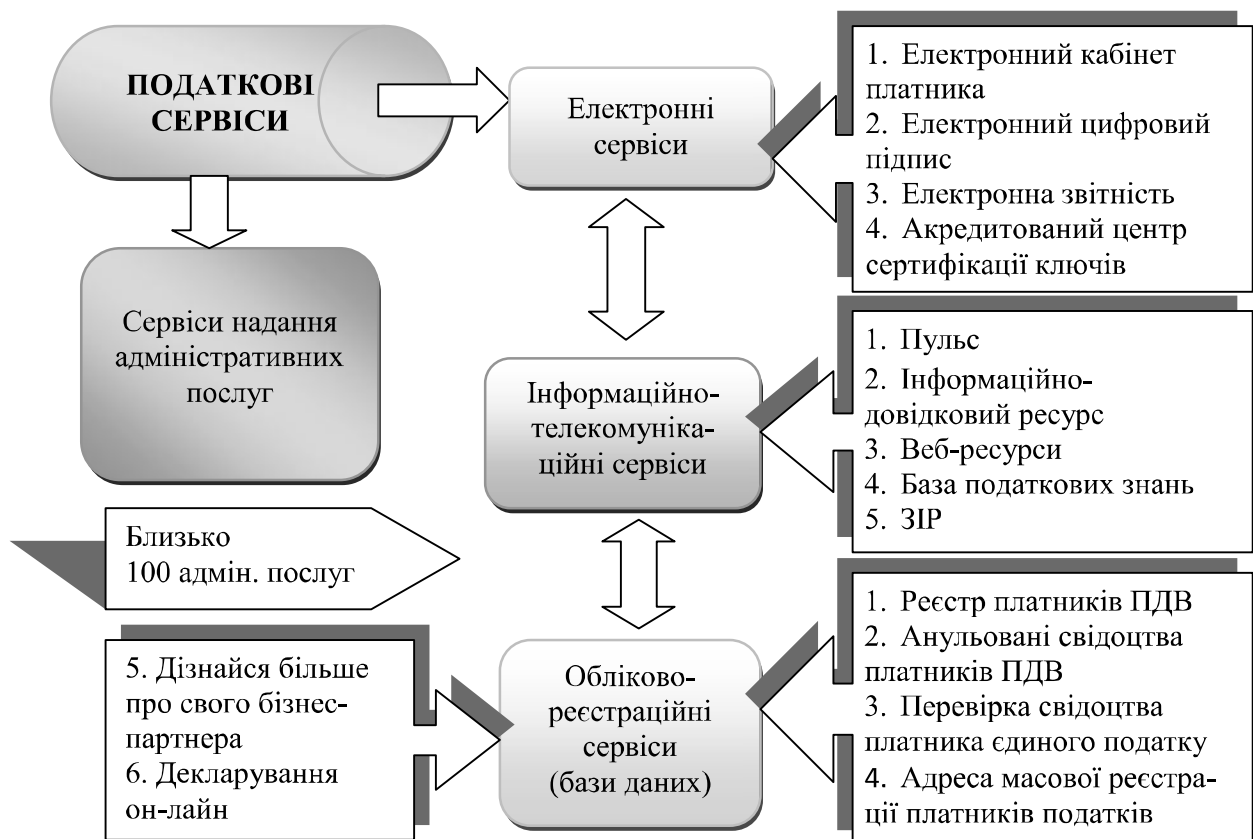 ПОДАТКОВІ
СЕРВІСИ
Електронні
сервіси
1. Електронний кабінет
платника
2. Електронний цифровий
підпис
3. Електронна звітність
4. Акредитований центр
сертифікації ключів
Сервіси надання
адміністративних
послуг
Інформаційно-
телекомуніка-
ційні сервіси
1. Пульс
2. Інформаційно-
довідковий ресурс
3. Веб-ресурси
4. База податкових знань
5. ЗІР
Близько
100 адмін. послуг
5. Дізнайся більше
про свого бізнес-
партнера
6. Декларування
он-лайн
Обліково-
реєстраційні
сервіси
(бази даних)
1. Реєстр платників ПДВ
2. Анульовані свідоцтва
платників ПДВ
3. Перевірка свідоцтва
платника єдиного податку
4. Адреса масової реєстра-
ції платників податків